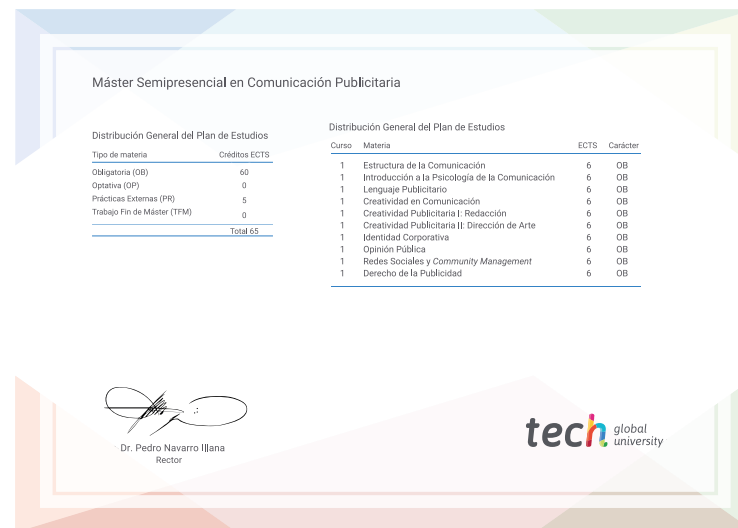 Máster Semipresencial en Comunicación Publicitaria
Distribución General del Plan de Estudios
Tipo de materia Créditos ECTS
Obligatoria (OB) 60
Optativa (OP) 0
Prácticas Externas (PR) 5
Trabajo Fin de Máster (TFM) 0
Total 65
Distribución General del Plan de Estudios
Curso Materia ECTS Carácter
1 Estructura de la Comunicación 6 OB
1 Introducción a la Psicología de la Comunicación 6 OB
1 Lenguaje Publicitario 6 OB
1 Creatividad en Comunicación 6 OB
1 Creatividad Publicitaria I: Redacción 6 OB
1 Creatividad Publicitaria II: Dirección de Arte 6 OB
1 Identidad Corporativa 6 OB
1 Opinión Pública 6 OB
1 Redes Sociales y Community Management 6 OB
1 Derecho de la Publicidad 6 OB
Dr. Pedro Navarro Illana
Rector
tech global
university